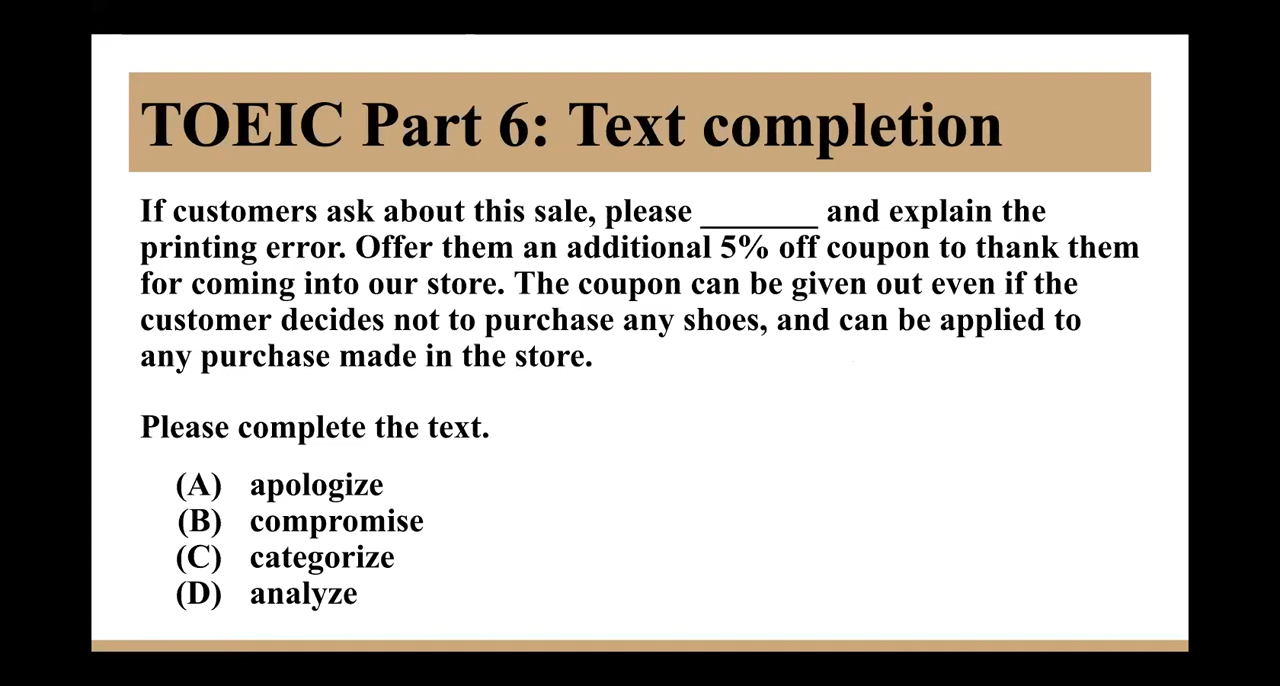 TOEIC Part 6: Text completion
If customers ask about this sale, please _______ and explain the
printing error. Offer them an additional 5% off coupon to thank them
for coming into our store. The coupon can be given out even if the
customer decides not to purchase any shoes, and can be applied to
any purchase made in the store.
Please complete the text.
(A) apologize
(B) compromise
(C) categorize
(D) analyze